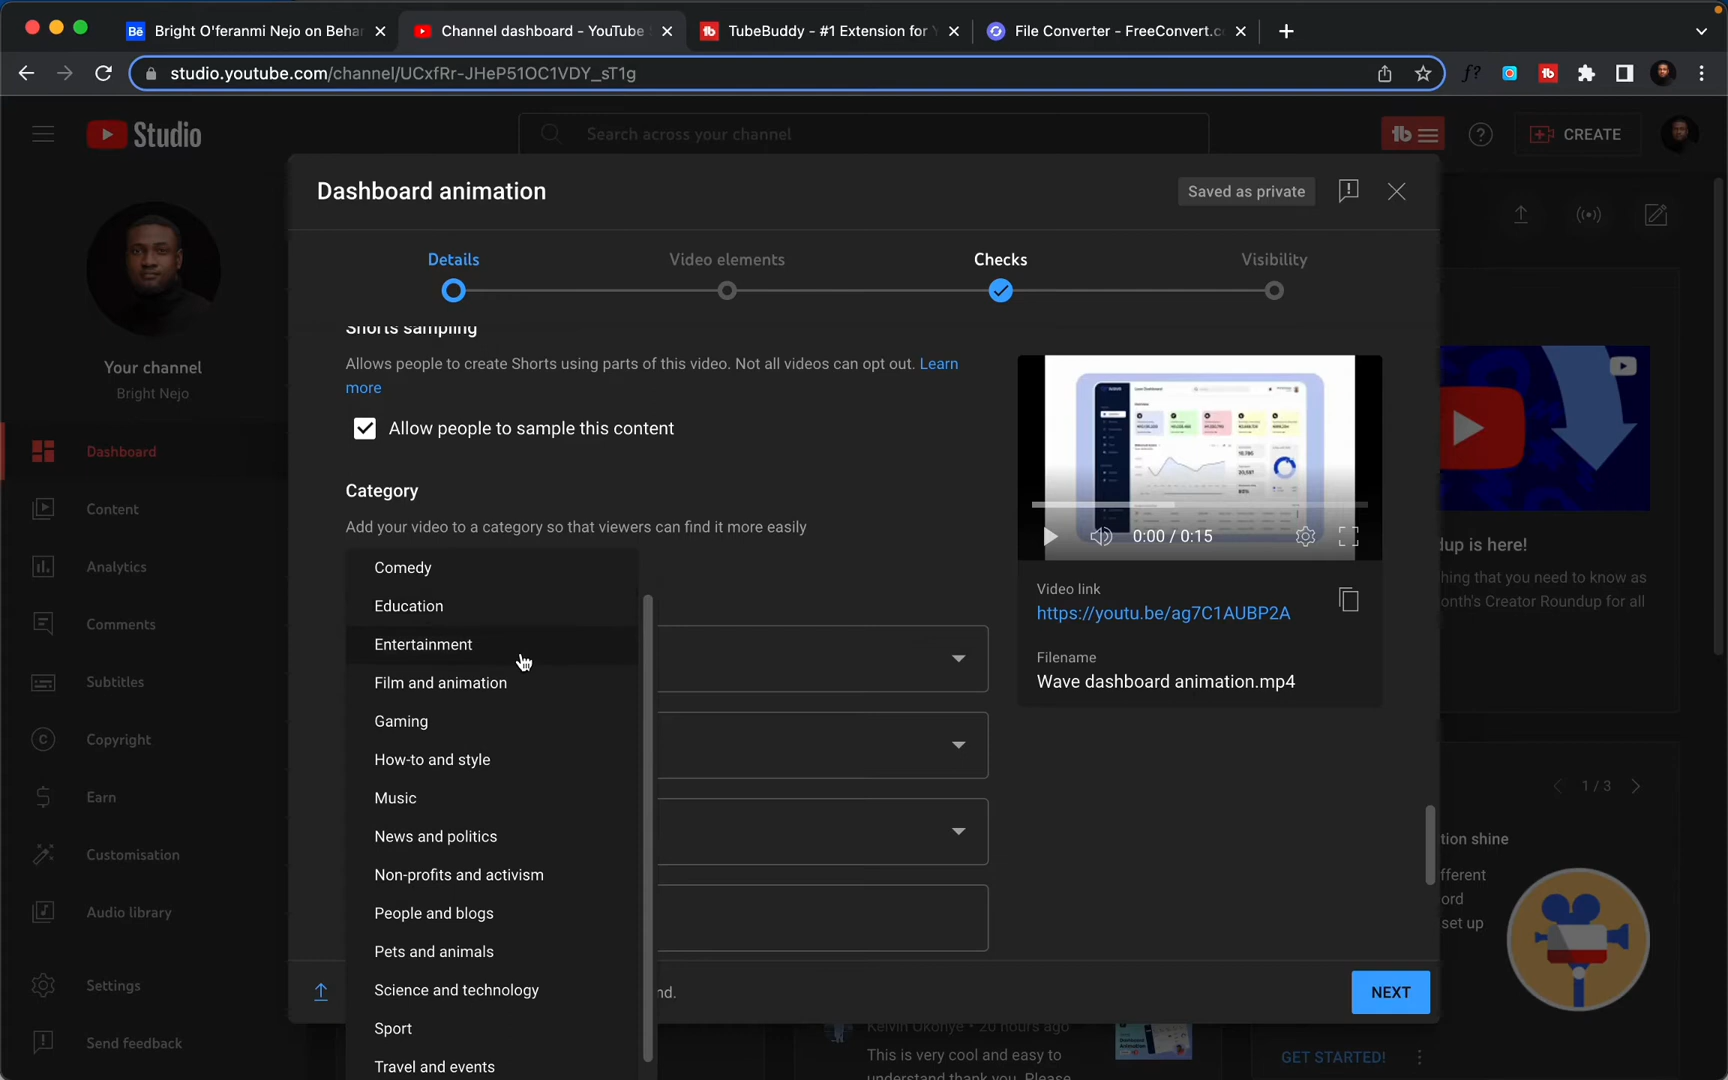 Bright O'feranmi Nejo on Behan
Channel dashboard - YouTube
TubeBuddy - #1 Extension for
File Converter - FreeConvert.co
studio.youtube.com/channel/UCxfRr-JHeP51OC1VDY_sT1g
Studio
Search across your channel
CREATE
Dashboard animation
Saved as private
Details
Video elements
Checks
Visibility
Your channel
Bright Nejo
Dashboard
Content
Analytics
Comments
Subtitles
Copyright
Earn
Customisation
Audio library
Settings
Send feedback
Shorts sampling
Allows people to create Shorts using parts of this video. Not all videos can opt out. Learn
more
Allow people to sample this content
Category
Add your video to a category so that viewers can find it more easily
Comedy
Education
Entertainment
Film and animation
Gaming
How-to and style
Music
News and politics
Non-profits and activism
People and blogs
Pets and animals
Science and technology
Sport
Travel and events
nd.
0:00 / 0:15
Video link
https://youtu.be/ag7C1AUBP2A
Filename
Wave dashboard animation.mp4
NEXT
dup is here!
hing that you need to know as
onth's Creator Roundup for all
1 / 3
tion shine
fferent
ord
set up
GET STARTED!
Kelvin Okonye • 20 hours ago
This is very cool and easy to
understand thank you. Please